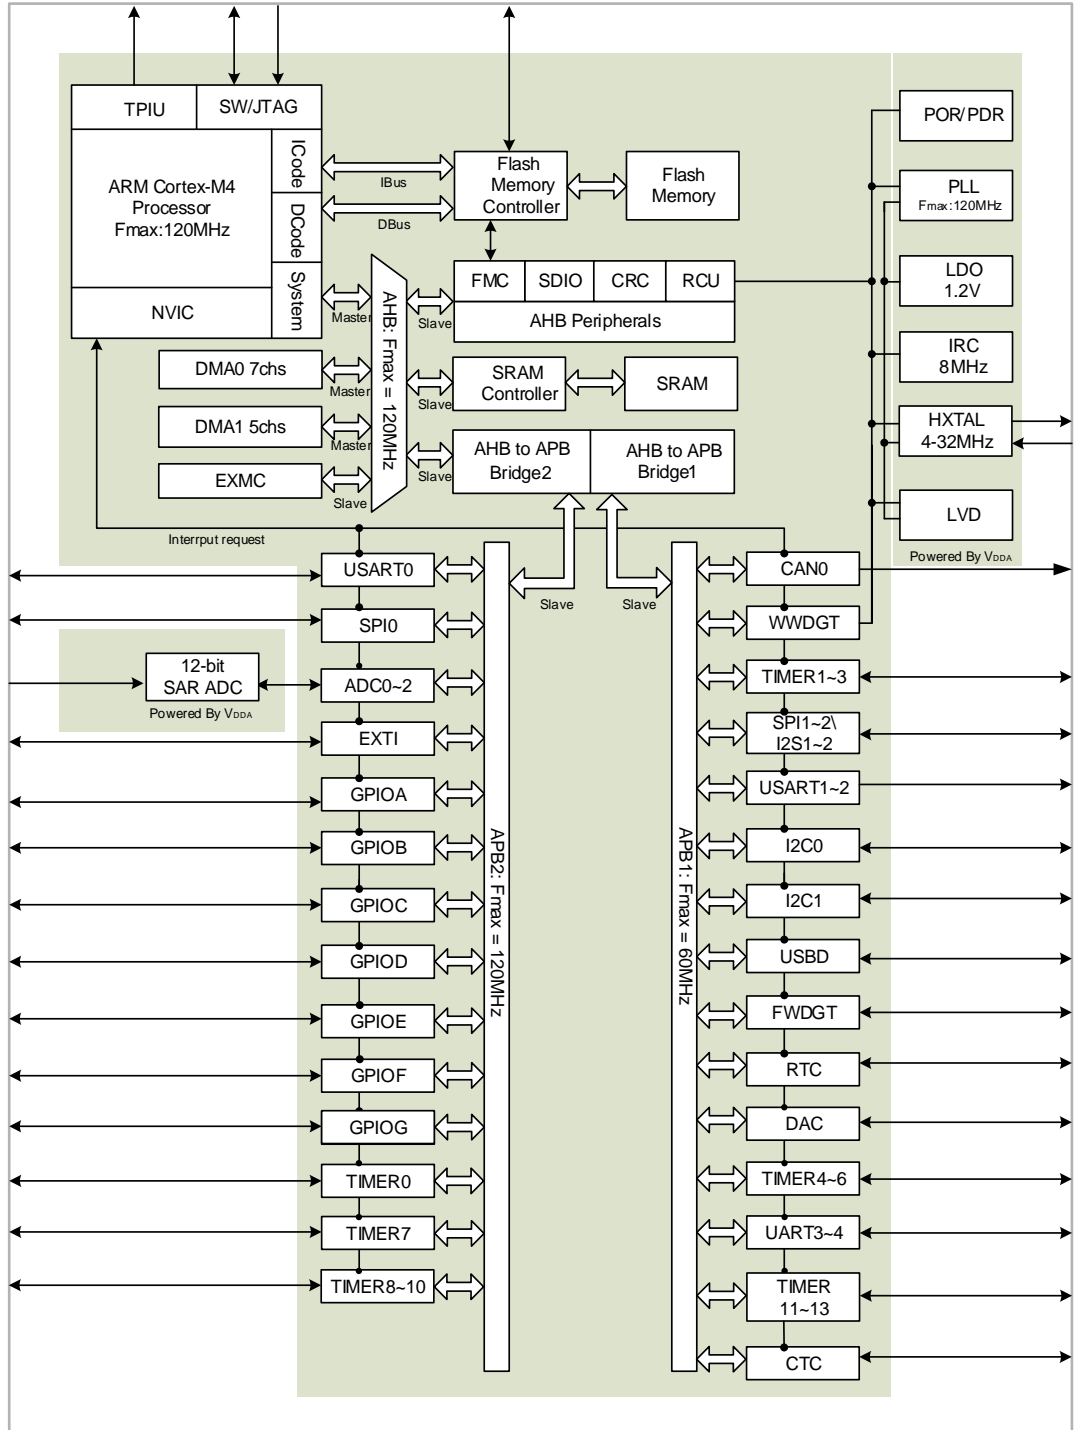 TPIU
SW/JTAG
ICode
DCode
System
ARM Cortex-M4
Processor
Fmax:120MHz
NVIC
IBus
DBus
Flash
Memory
Controller
Flash
Memory
FMC
SDIO
CRC
RCU
AHB Peripherals
AHB: Fmax = 120MHz
Master
Slave
DMA0 7chs
Master
Slave
SRAM
Controller
SRAM
DMA1 5chs
Master
Slave
AHB to APB
Bridge2
AHB to APB
Bridge1
EXMC
Slave
POR/PDR
PLL
Fmax:120MHz
LDO
1.2V
IRC
8MHz
HXTAL
4-32MHz
LVD
Powered By VDDA
Interrput request
Slave
Slave
USART0
SPI0
12-bit
SAR ADC
Powered By VDDA
ADC0~2
EXTI
GPIOA
GPIOB
GPIOC
GPIOD
GPIOE
GPIOF
GPIOG
TIMER0
TIMER7
TIMER8~10
APB2: Fmax = 120MHz
APB1: Fmax = 60MHz
CAN0
WWDGT
TIMER1~3
SPI1~2\
I2S1~2
USART1~2
I2C0
I2C1
USBD
FWDGT
RTC
DAC
TIMER4~6
UART3~4
TIMER
11~13
CTC